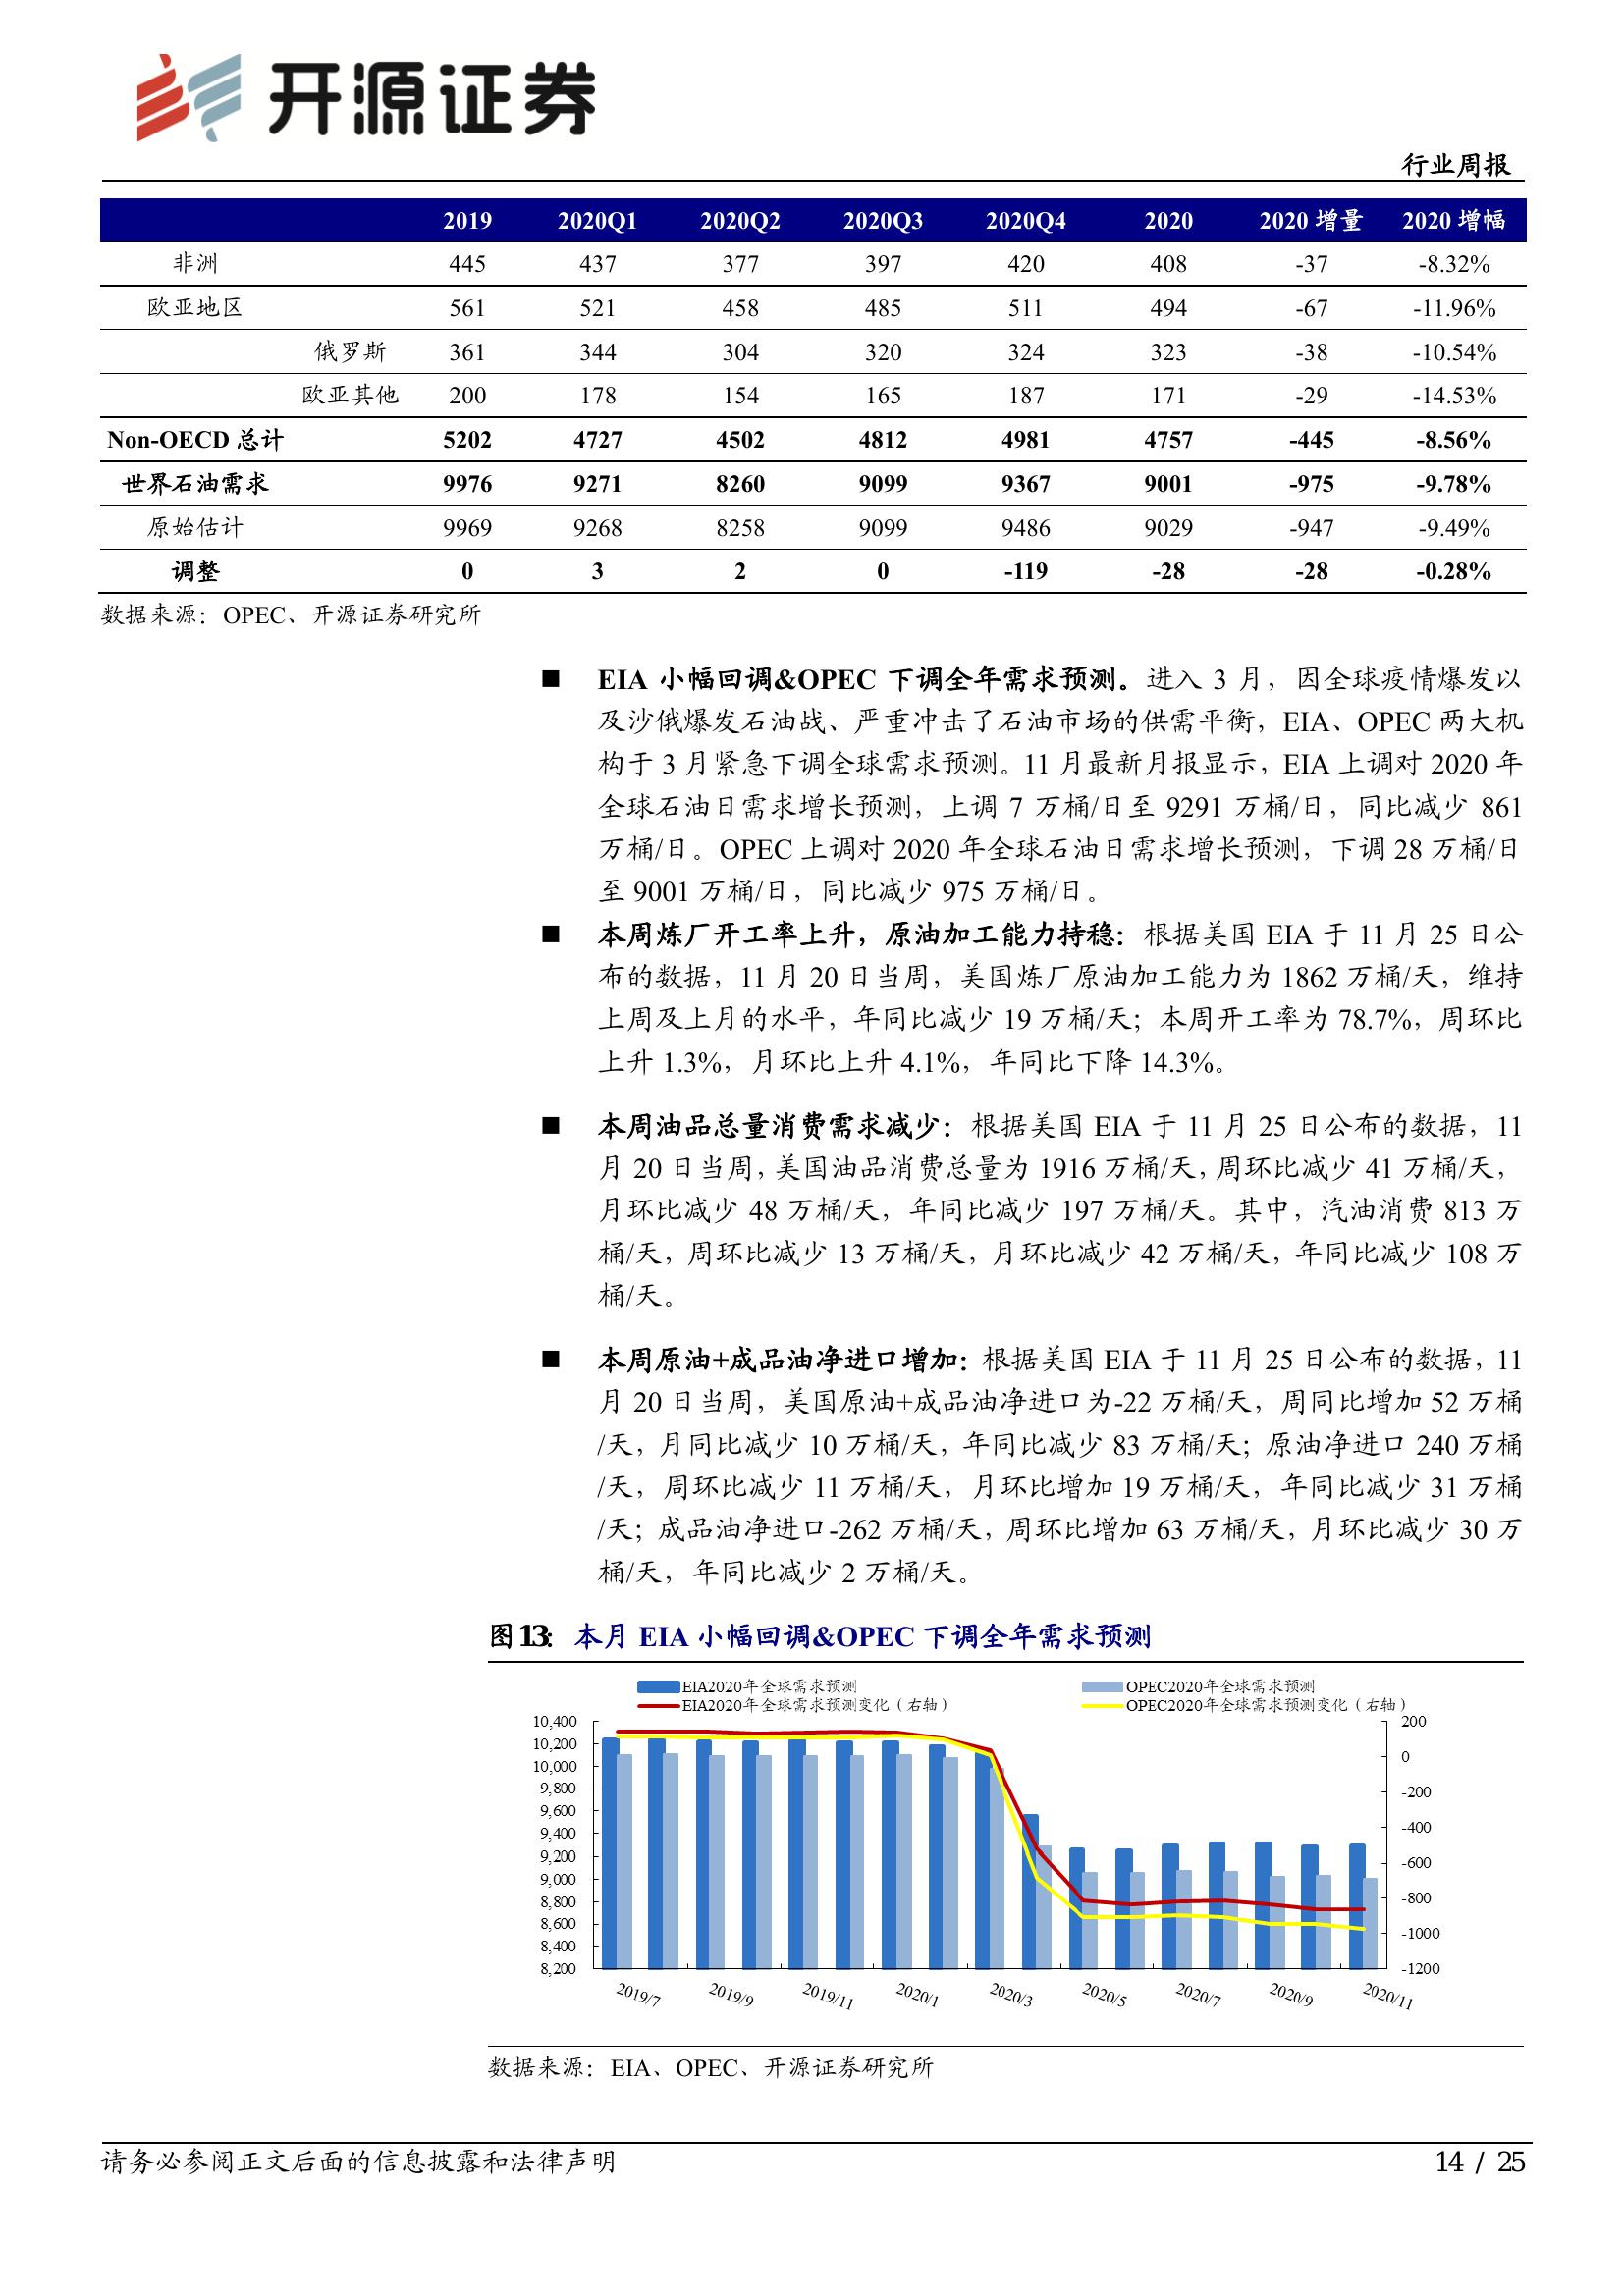 开源证券
行业周报
2019 2020Q1 2020Q2 2020Q3 2020Q4 2020 2020 增量 2020 增幅
非洲 445 437 377 397 420 408 -37 -8.32%
欧亚地区 561 521 458 485 511 494 -67 -11.96%
俄罗斯 361 344 304 320 324 323 -38 -10.54%
欧亚其他 200 178 154 165 187 171 -29 -14.53%
Non-OECD 总计 5202 4727 4502 4812 4981 4757 -445 -8.56%
世界石油需求 9976 9271 8260 9099 9367 9001 -975 -9.78%
原始估计 9969 9268 8258 9099 9486 9029 -947 -9.49%
调整 0 3 2 0 -119 -28 -28 -0.28%
数据来源：OPEC、开源证券研究所
■ EIA 小幅回调&OPEC 下调全年需求预测。进入 3 月，因全球疫情爆发以
及沙俄爆发石油战、严重冲击了石油市场的供需平衡，EIA、OPEC 两大机
构于 3 月紧急下调全球需求预测。11 月最新月报显示，EIA 上调对 2020 年
全球石油日需求增长预测，上调 7 万桶/日至 9291 万桶/日，同比减少 861
万桶/日。OPEC 上调对 2020 年全球石油日需求增长预测，下调 28 万桶/日
至 9001 万桶/日，同比减少 975 万桶/日。
■ 本周炼厂开工率上升，原油加工能力持稳：根据美国 EIA 于 11 月 25 日公
布的数据，11 月 20 日当周，美国炼厂原油加工能力为 1862 万桶/天，维持
上周及上月的水平，年同比减少 19 万桶/天；本周开工率为 78.7%，周环比
上升 1.3%，月环比上升 4.1%，年同比下降 14.3%。
■ 本周油品总量消费需求减少：根据美国 EIA 于 11 月 25 日公布的数据，11
月 20 日当周，美国油品消费总量为 1916 万桶/天，周环比减少 41 万桶/天，
月环比减少 48 万桶/天，年同比减少 197 万桶/天。其中，汽油消费 813 万
桶/天，周环比减少 13 万桶/天，月环比减少 42 万桶/天，年同比减少 108 万
桶/天。
■ 本周原油+成品油净进口增加：根据美国 EIA 于 11 月 25 日公布的数据，11
月 20 日当周，美国原油+成品油净进口为-22 万桶/天，周同比增加 52 万桶
/天，月同比减少 10 万桶/天，年同比减少 83 万桶/天；原油净进口 240 万桶
/天，周环比减少 11 万桶/天，月环比增加 19 万桶/天，年同比减少 31 万桶
/天；成品油净进口-262 万桶/天，周环比增加 63 万桶/天，月环比减少 30 万
桶/天，年同比减少 2 万桶/天。
图13：本月 EIA 小幅回调&OPEC 下调全年需求预测
EIA2020年全球需求预测 OPEC2020年全球需求预测
EIA2020年全球需求预测变化（右轴） OPEC2020年全球需求预测变化（右轴）
10,400 200
10,200 0
10,000
9,800 -200
9,600
9,400 -400
9,200 -600
9,000
8,800 -800
8,600 -1000
8,400
8,200 -1200
2019/7 2019/9 2019/11 2020/1 2020/3 2020/5 2020/7 2020/9 2020/11
数据来源：EIA、OPEC、开源证券研究所
请务必参阅正文后面的信息披露和法律声明 14 / 25